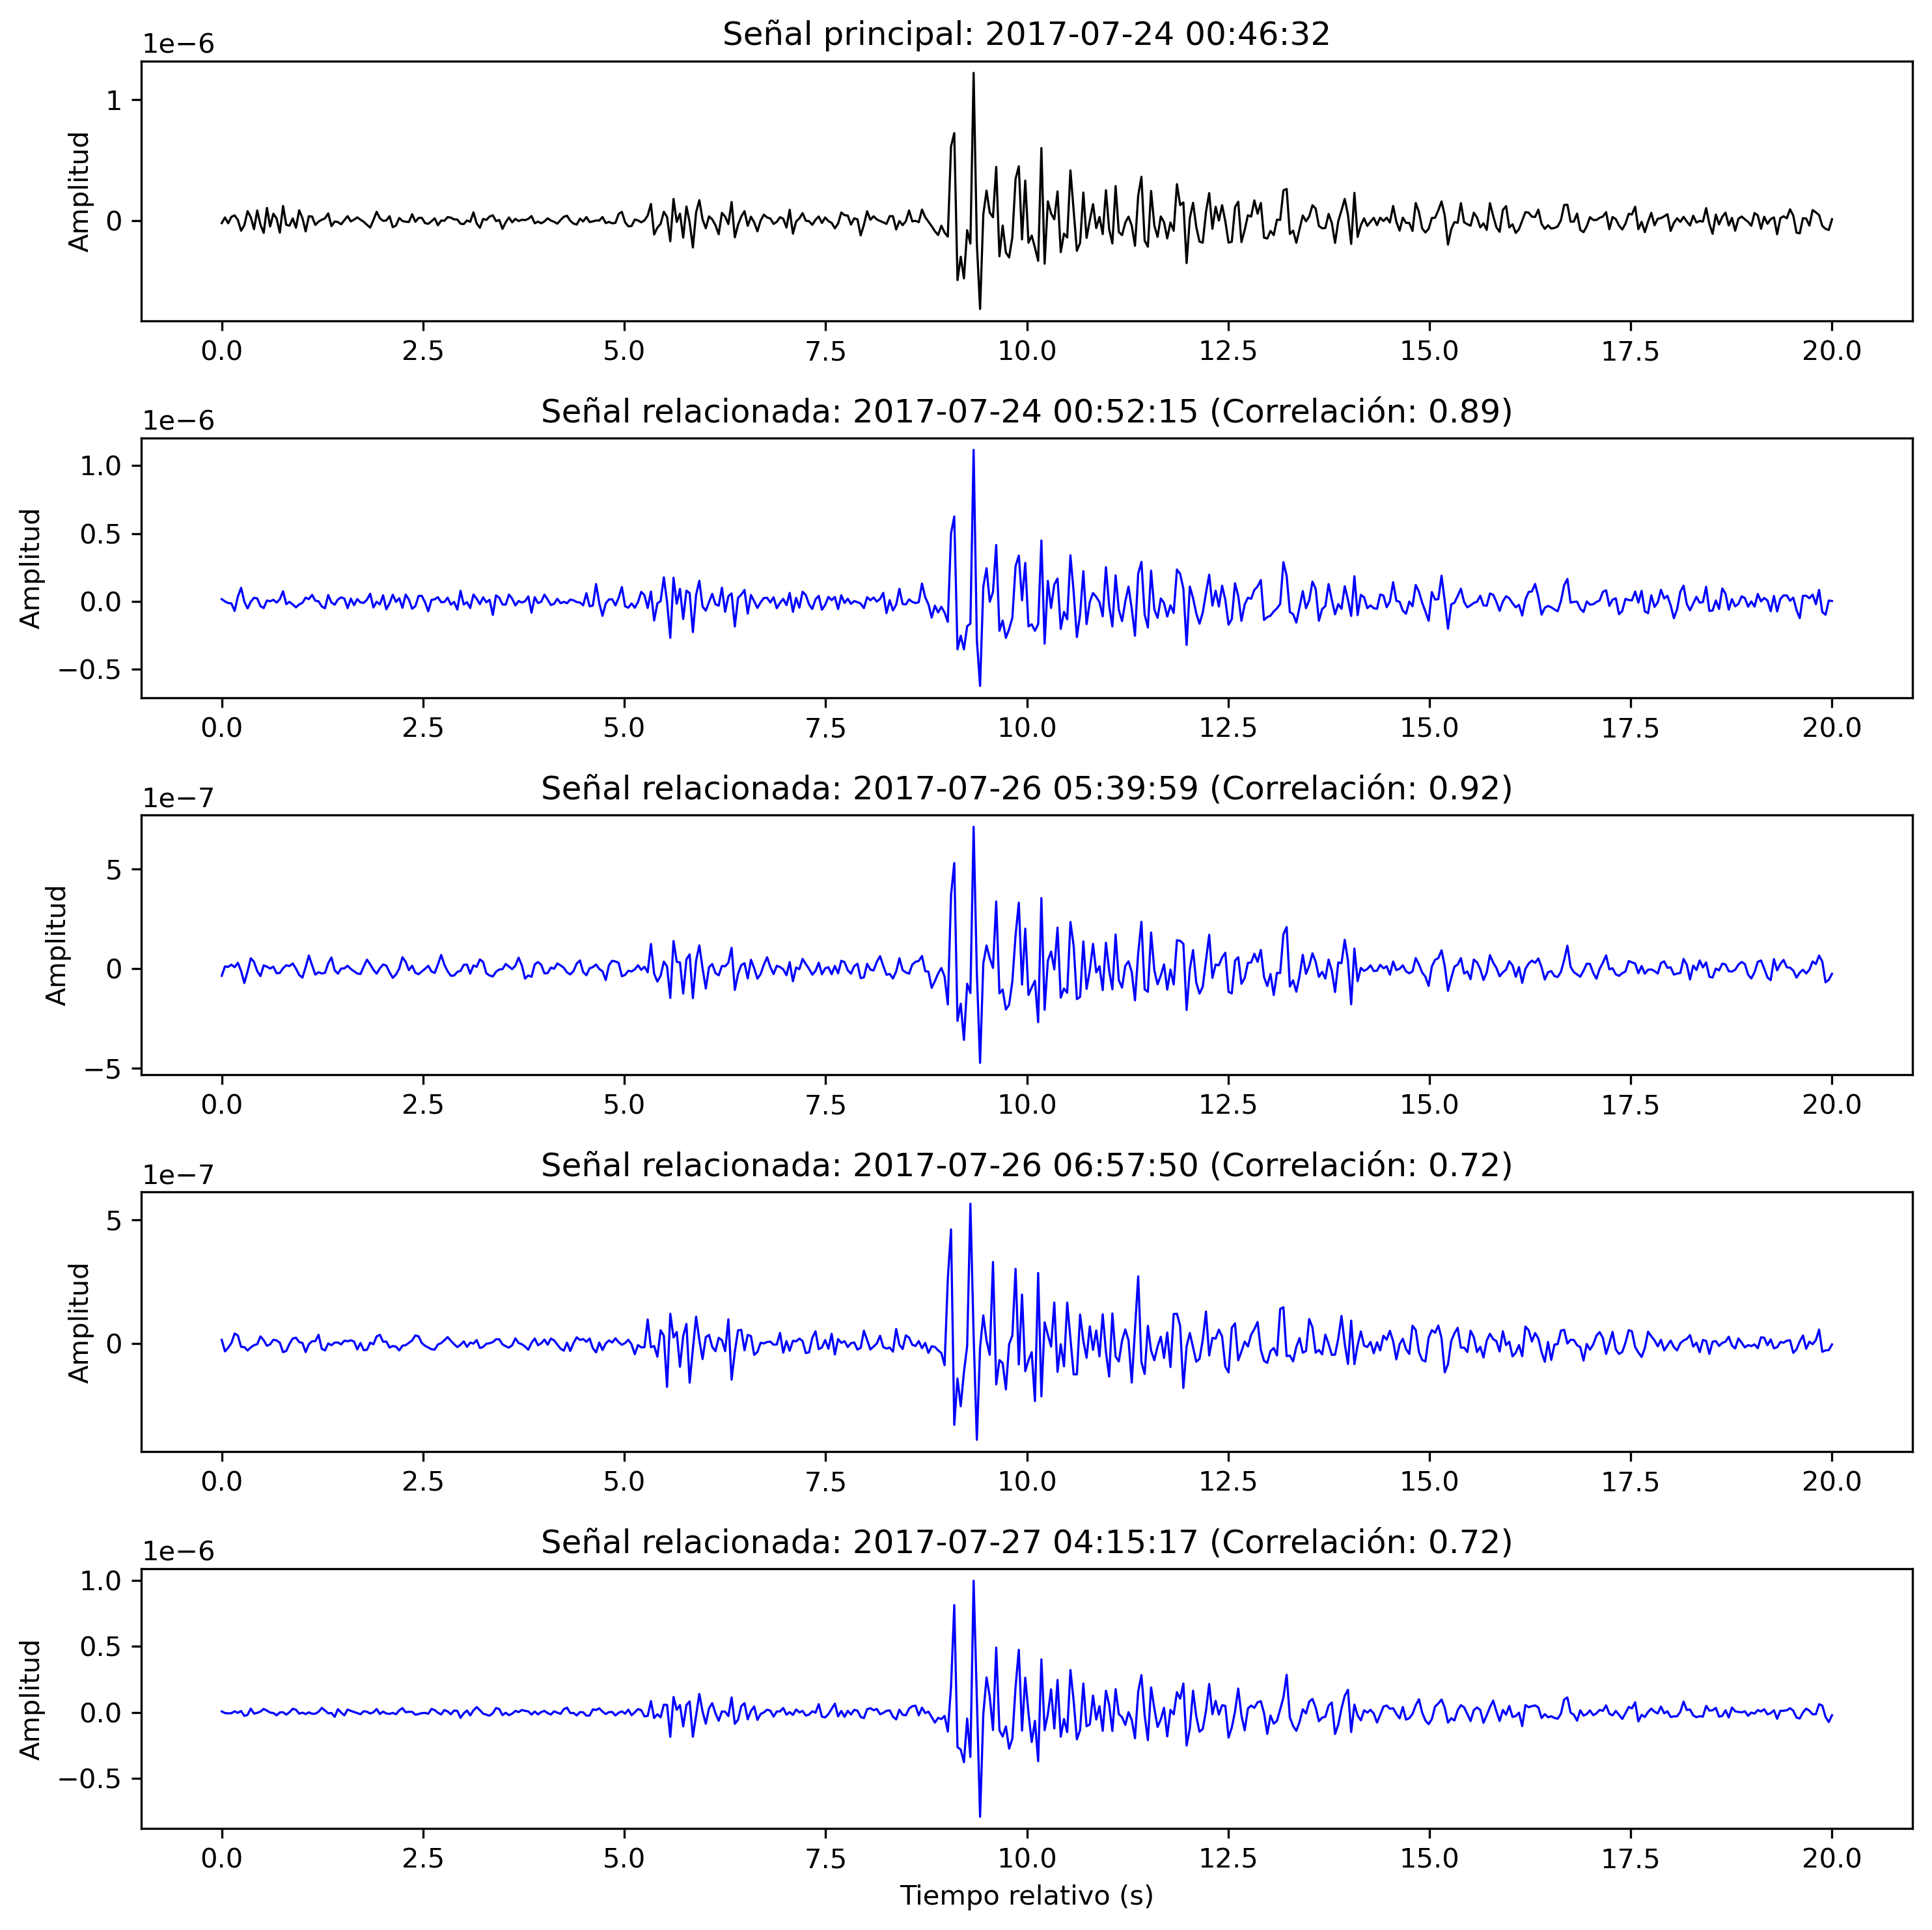 Señal principal: 2017-07-24 00:46:32
1e−6
Amplitud
1
0
0.0 2.5 5.0 7.5 10.0 12.5 15.0 17.5 20.0
Señal relacionada: 2017-07-24 00:52:15 (Correlación: 0.89)
1e−6
Amplitud
1.0
0.5
0.0
−0.5
0.0 2.5 5.0 7.5 10.0 12.5 15.0 17.5 20.0
Señal relacionada: 2017-07-26 05:39:59 (Correlación: 0.92)
1e−7
Amplitud
5
0
−5
0.0 2.5 5.0 7.5 10.0 12.5 15.0 17.5 20.0
Señal relacionada: 2017-07-26 06:57:50 (Correlación: 0.72)
1e−7
Amplitud
5
0
0.0 2.5 5.0 7.5 10.0 12.5 15.0 17.5 20.0
Señal relacionada: 2017-07-27 04:15:17 (Correlación: 0.72)
1e−6
Amplitud
1.0
0.5
0.0
−0.5
0.0 2.5 5.0 7.5 10.0 12.5 15.0 17.5 20.0
Tiempo relativo (s)